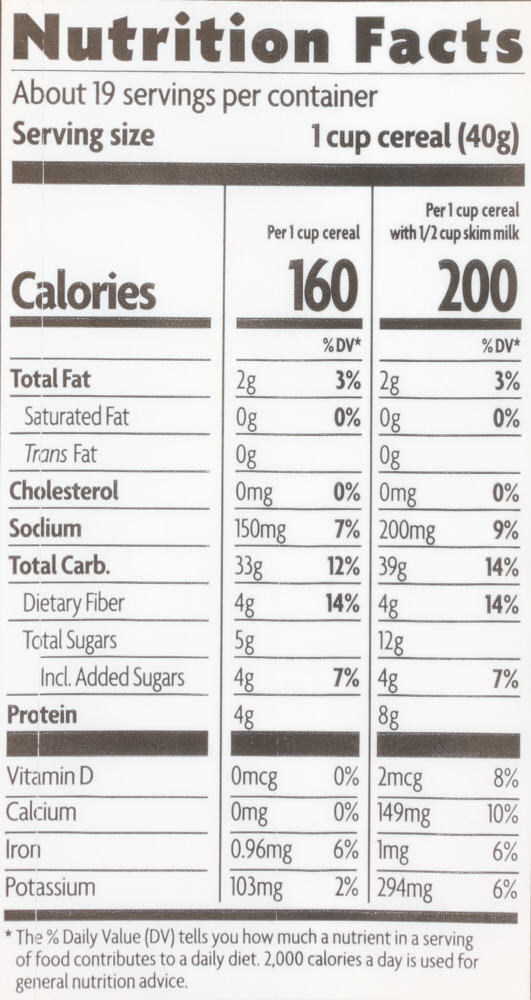 Nutrition Facts
About 19 servings per container
Serving size 1 cup cereal (40g)
Per 1 cup cereal
Per 1 cup cereal
with 1/2 cup skim milk
Calories 160 200
% DV* % DV*
Total Fat 2g 3% 2g 3%
Saturated Fat 0g 0% 0g 0%
Trans Fat 0g 0g
Cholesterol 0mg 0% 0mg 0%
Sodium 150mg 7% 200mg 9%
Total Carb. 33g 12% 39g 14%
Dietary Fiber 4g 14% 4g 14%
Total Sugars 5g 12g
Incl. Added Sugars 4g 7% 4g 7%
Protein 4g 8g
Vitamin D 0mcg 0% 2mcg 8%
Calcium 0mg 0% 149mg 10%
Iron 0.96mg 6% 1mg 6%
Potassium 103mg 2% 294mg 6%
* The % Daily Value (DV) tells you how much a nutrient in a serving
of food contributes to a daily diet. 2,000 calories a day is used for
general nutrition advice.